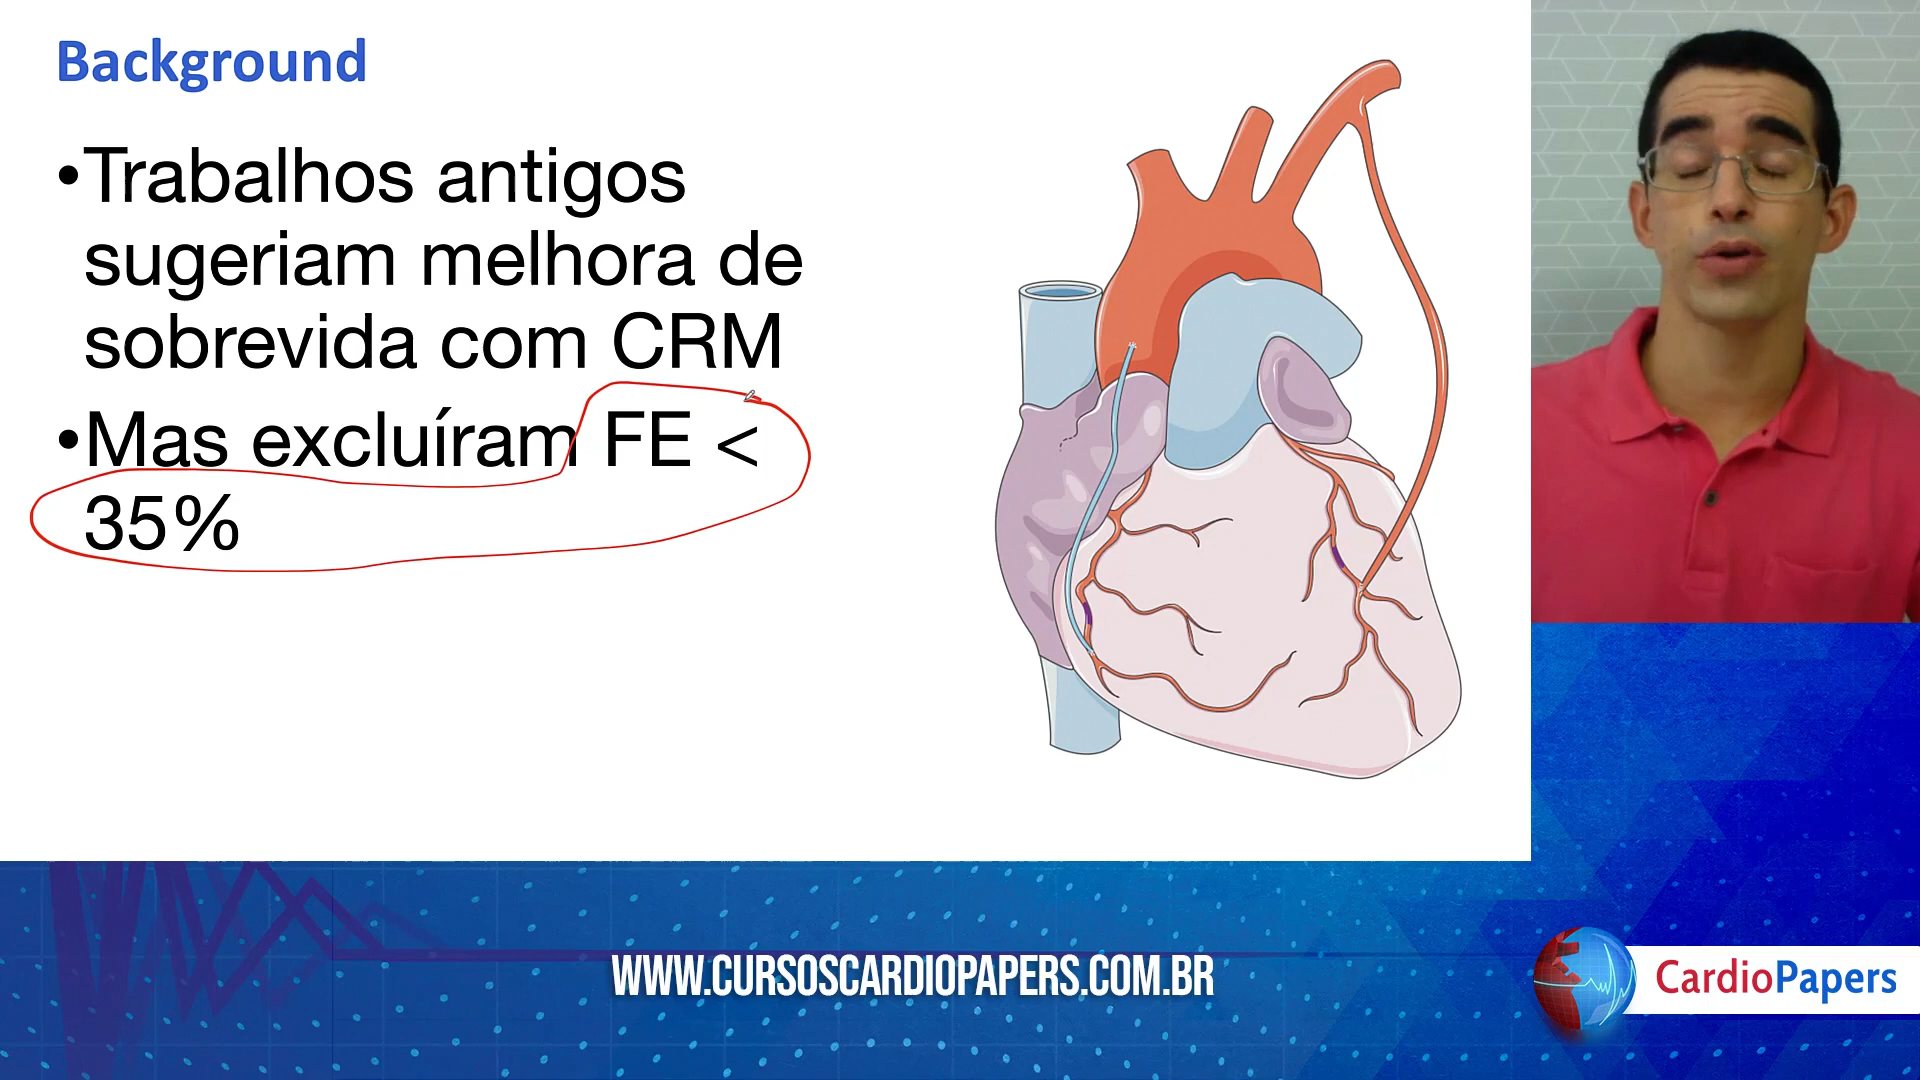 Background
•Trabalhos antigos
sugeriam melhora de
sobrevida com CRM
•Mas excluíram FE <
35%
WWW.CURSOSCARDIOPAPERS.COM.BR
CardioPapers